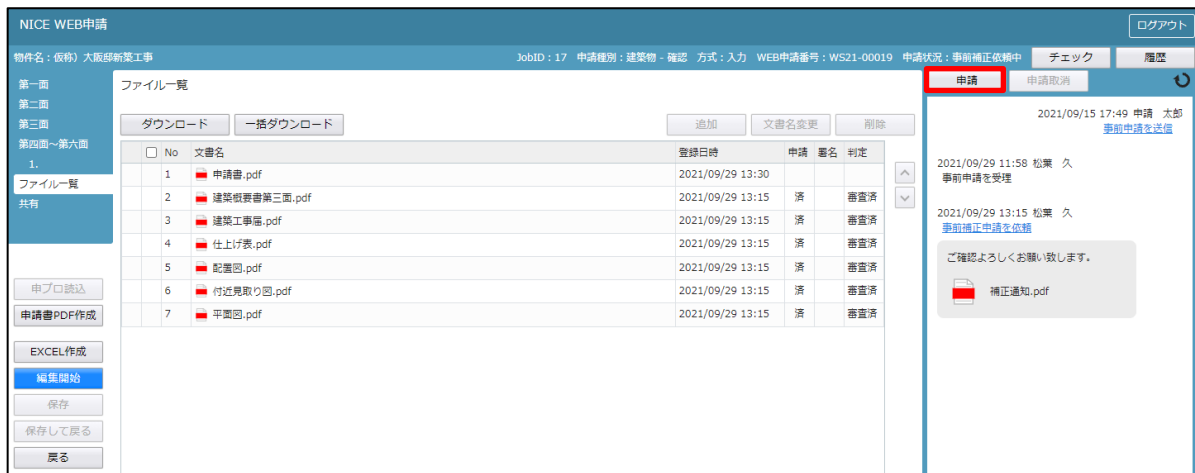 NICE WEB申請
ログアウト
物件名：仮称）大阪邸新築工事
JobID：17 申請種別：建築物 - 確認 方式：入力 WEB申請番号：WS21-00019 申請状況：事前補正依頼中
チェック
履歴
第一面
第二面
第三面
第四面～第六面
1.
ファイル一覧
共有
申プロ読込
申請書PDF作成
EXCEL作成
編集開始
保存
保存して戻る
戻る
ファイル一覧
ダウンロード 一括ダウンロード 追加 文書名変更 削除
No 文書名 登録日時 申請 署名 判定
1 申請書.pdf 2021/09/29 13:30
2 建築概要書第三面.pdf 2021/09/29 13:15 済 審査済
3 建築工事届.pdf 2021/09/29 13:15 済 審査済
4 仕上げ表.pdf 2021/09/29 13:15 済 審査済
5 配置図.pdf 2021/09/29 13:15 済 審査済
6 付近見取り図.pdf 2021/09/29 13:15 済 審査済
7 平面図.pdf 2021/09/29 13:15 済 審査済
申請 申請取消
2021/09/15 17:49 申請 太郎
事前申請を送信
2021/09/29 11:58 松葉 久
事前申請を受理
2021/09/29 13:15 松葉 久
事前補正申請を依頼
ご確認よろしくお願い致します。
補正通知.pdf